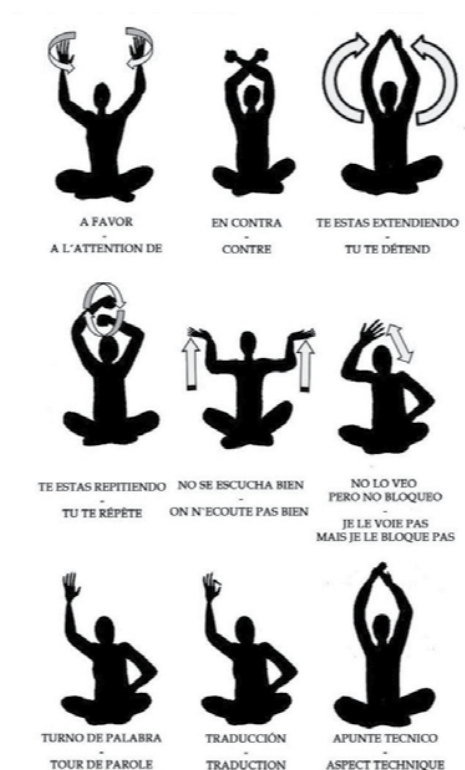 A FAVOR
-
A L´ATTENTION DE
EN CONTRA
-
CONTRE
TE ESTAS EXTENDIENDO
-
TU TE DÉTEND
TE ESTAS REPITIENDO
-
TU TE RÉPÈTE
NO SE ESCUCHA BIEN
-
ON N¨ECOUTE PAS BIEN
NO LO VEO
PERO NO BLOQUEO
-
JE LE VOIE PAS
MAIS JE LE BLOQUE PAS
TURNO DE PALABRA
-
TOUR DE PAROLE
TRADUCCIÓN
-
TRADUCTION
APUNTE TECNICO
-
ASPECT TECHNIQUE